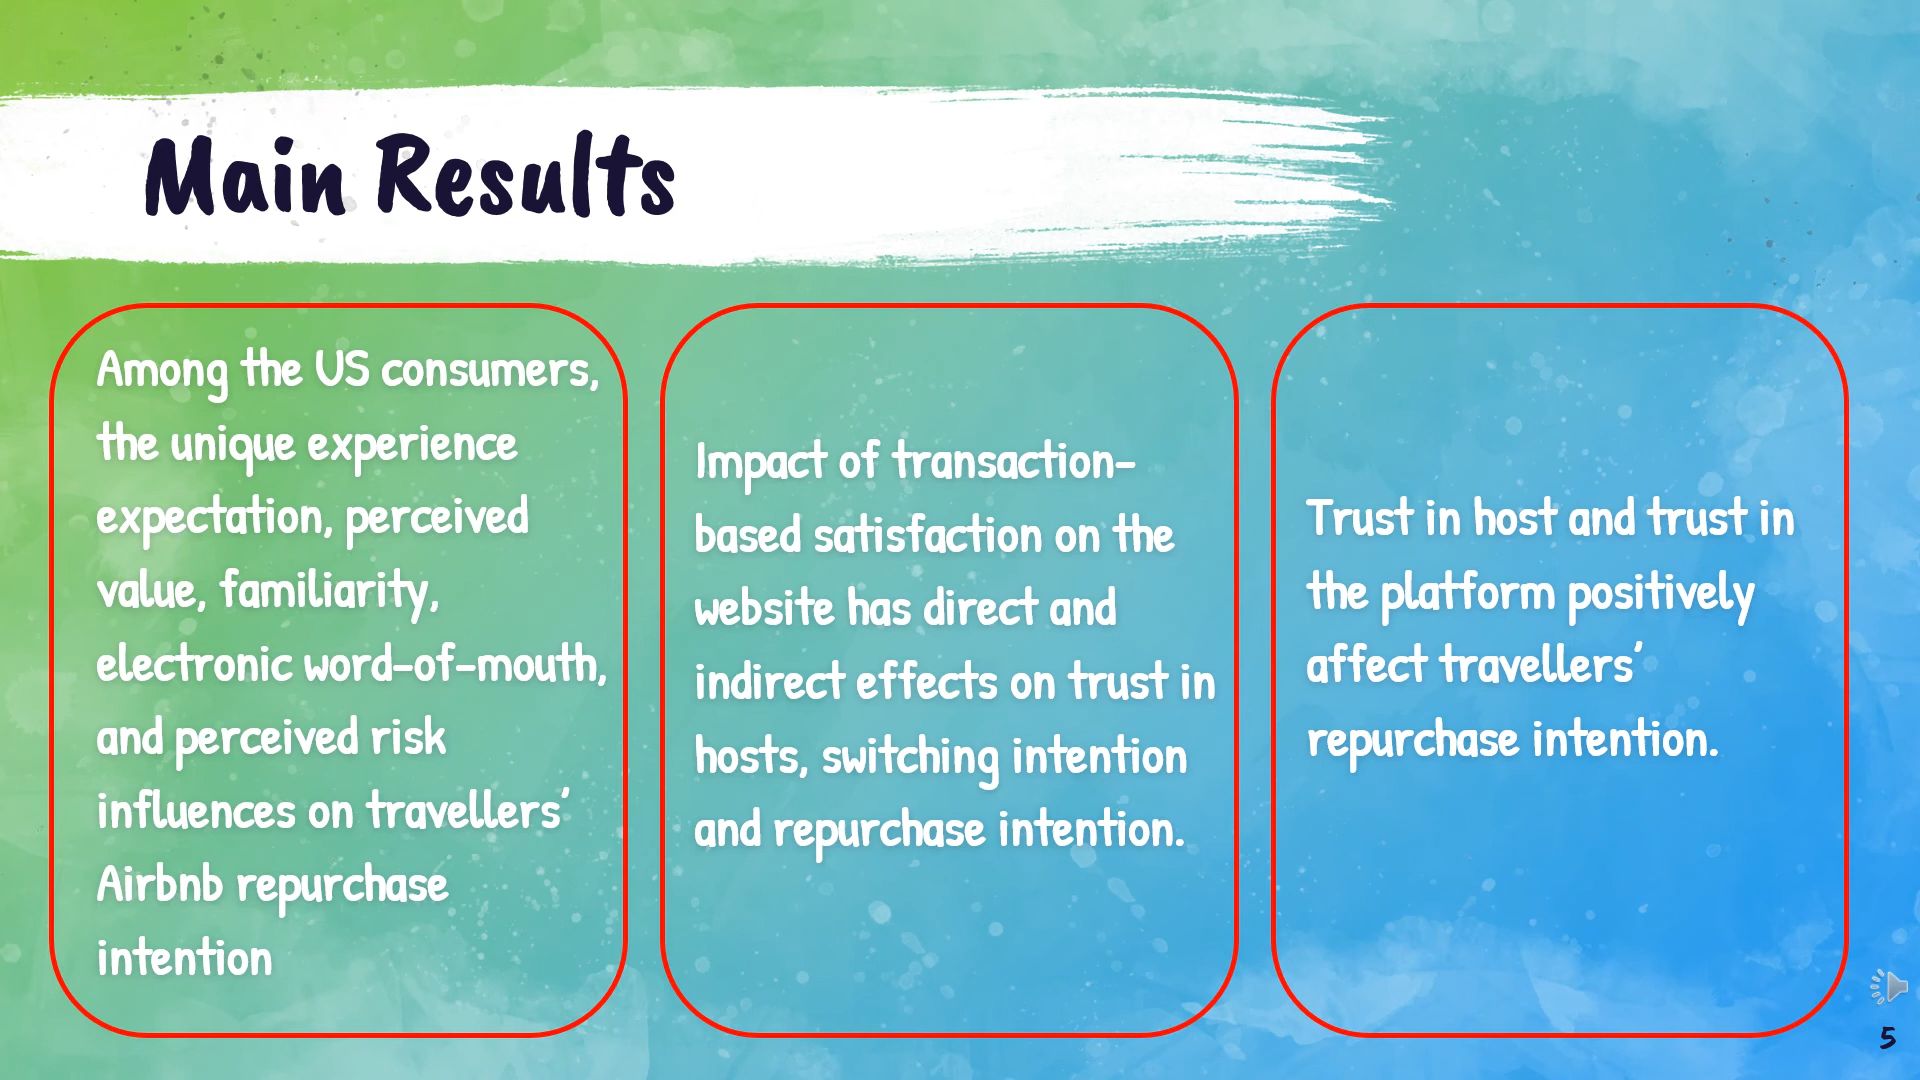 Main Results
Among the US consumers,
the unique experience
expectation, perceived
value, familiarity,
electronic word-of-mouth,
and perceived risk
influences on travellers’
Airbnb repurchase
intention
Impact of transaction-
based satisfaction on the
website has direct and
indirect effects on trust in
hosts, switching intention
and repurchase intention.
Trust in host and trust in
the platform positively
affect travellers’
repurchase intention.
5